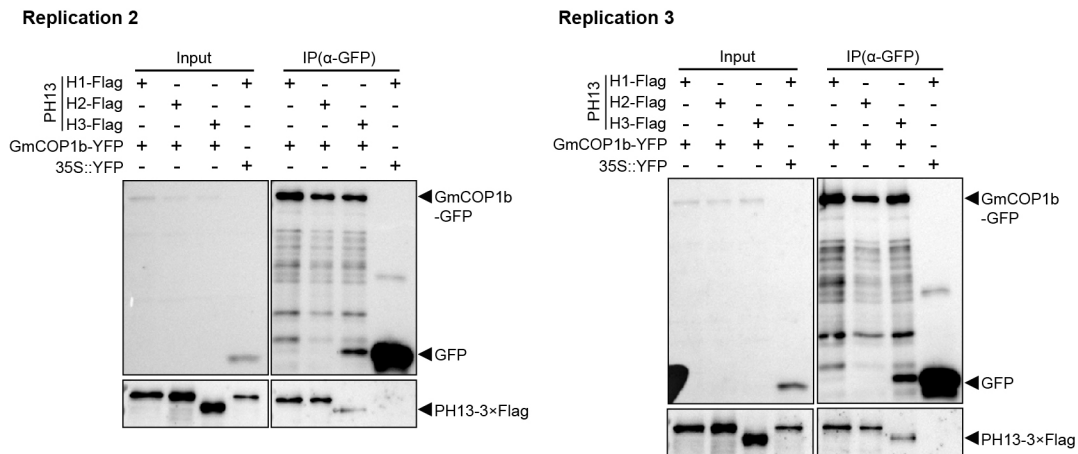 Replication 2
Input IP(α-GFP)
PH13
H1-Flag + - - + + - - +
H2-Flag - + - - - + - -
H3-Flag - - + - - - + -
GmCOP1b-YFP + + + - + + + -
35S::YFP - - - + - - - +
GmCOP1b
-GFP
GFP
PH13-3×Flag
Replication 3
Input IP(α-GFP)
PH13
H1-Flag + - - + + - - +
H2-Flag - + - - - + - -
H3-Flag - - + - - - + -
GmCOP1b-YFP + + + - + + + -
35S::YFP - - - + - - - +
GmCOP1b
-GFP
GFP
PH13-3×Flag